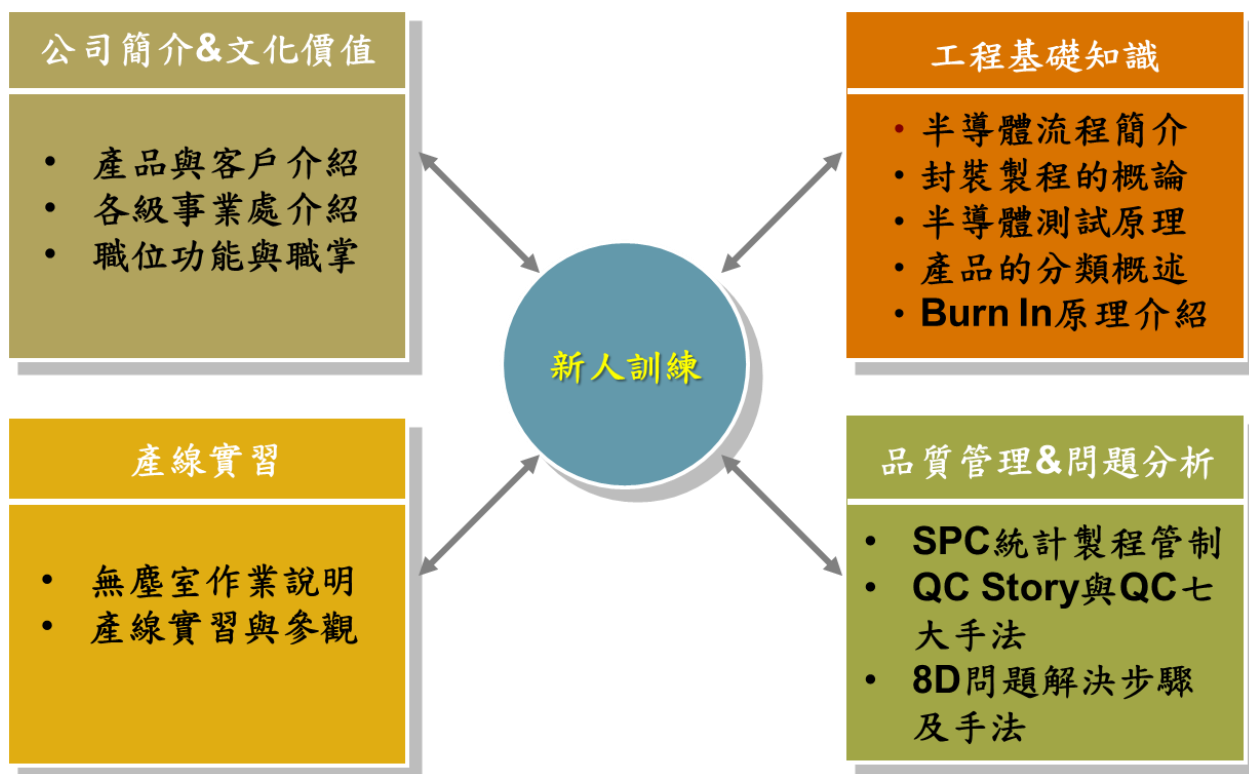 公司簡介&文化價值
• 產品與客戶介紹
• 各級事業處介紹
• 職位功能與職掌
工程基礎知識
• 半導體流程簡介
• 封裝製程的概論
• 半導體測試原理
• 產品的分類概述
• Burn In原理介紹
新人訓練
產線實習
• 無塵室作業說明
• 產線實習與參觀
品質管理&問題分析
• SPC統計製程管制
• QC Story與QC七
大手法
• 8D問題解決步驟
及手法